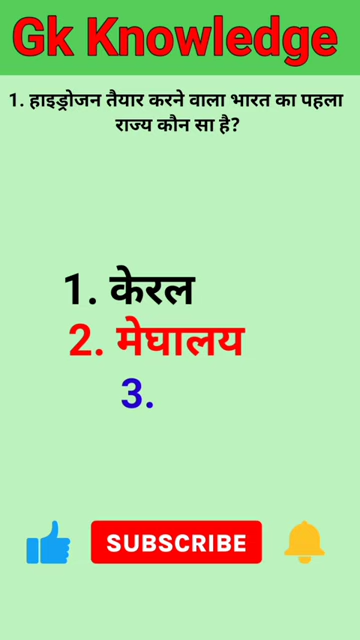 Gk Knowledge
1. हाइड्रोजन तैयार करने वाला भारत का पहला
राज्य कौन सा है?
1. केरल
2. मेघालय
3.
SUBSCRIBE